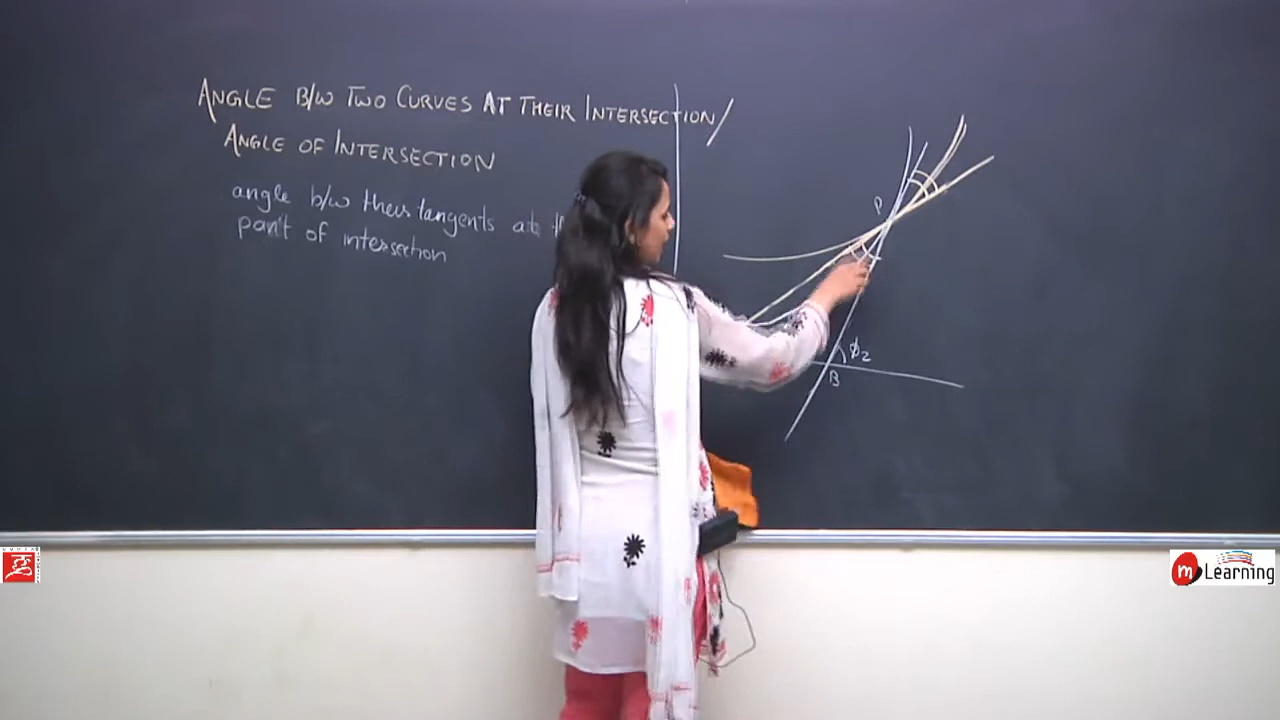 ANGLE B/W TWO CURVES AT THEIR INTERSECTION/
ANGLE OF INTERSECTION
angle b/w their tangents at
point of intersection
P
ϕ2
B
m Learning